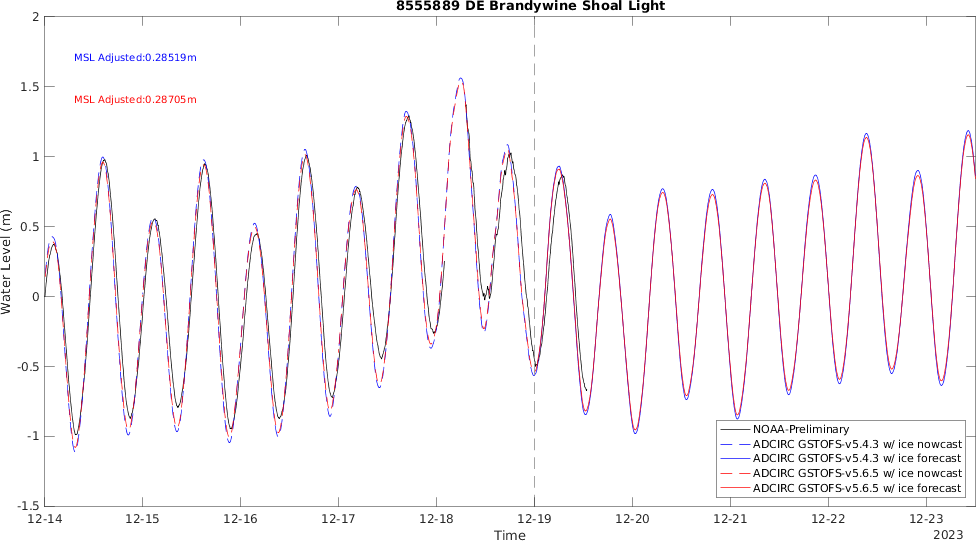 8555889 DE Brandywine Shoal Light
MSL Adjusted:0.28519m
MSL Adjusted:0.28705m
Water Level (m)
2
1.5
1
0.5
0
-0.5
-1
-1.5
NOAA-Preliminary
ADCIRC GSTOFS-v5.4.3 w/ ice nowcast
ADCIRC GSTOFS-v5.4.3 w/ ice forecast
ADCIRC GSTOFS-v5.6.5 w/ ice nowcast
ADCIRC GSTOFS-v5.6.5 w/ ice forecast
12-14 12-15 12-16 12-17 12-18 12-19 12-20 12-21 12-22 12-23
Time
2023